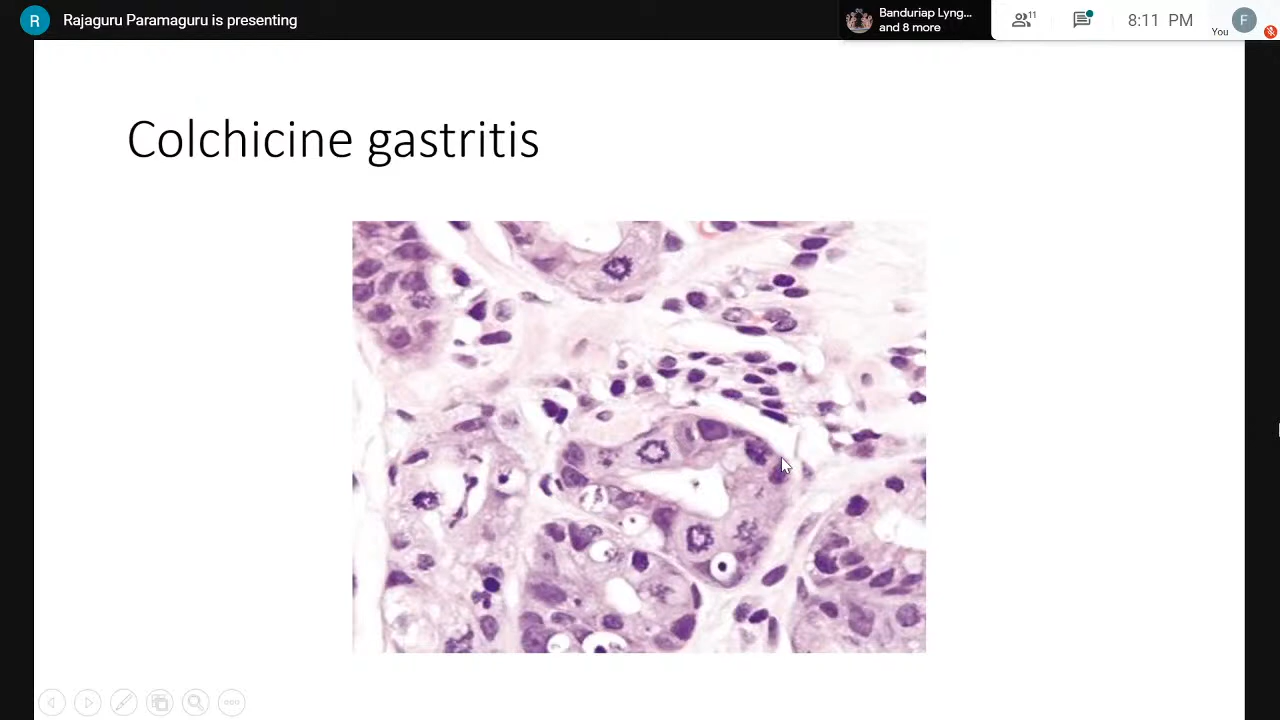 R
Rajaguru Paramaguru is presenting
Banduriap Lyng...
and 8 more
11
8:11 PM
You
F
Colchicine gastritis